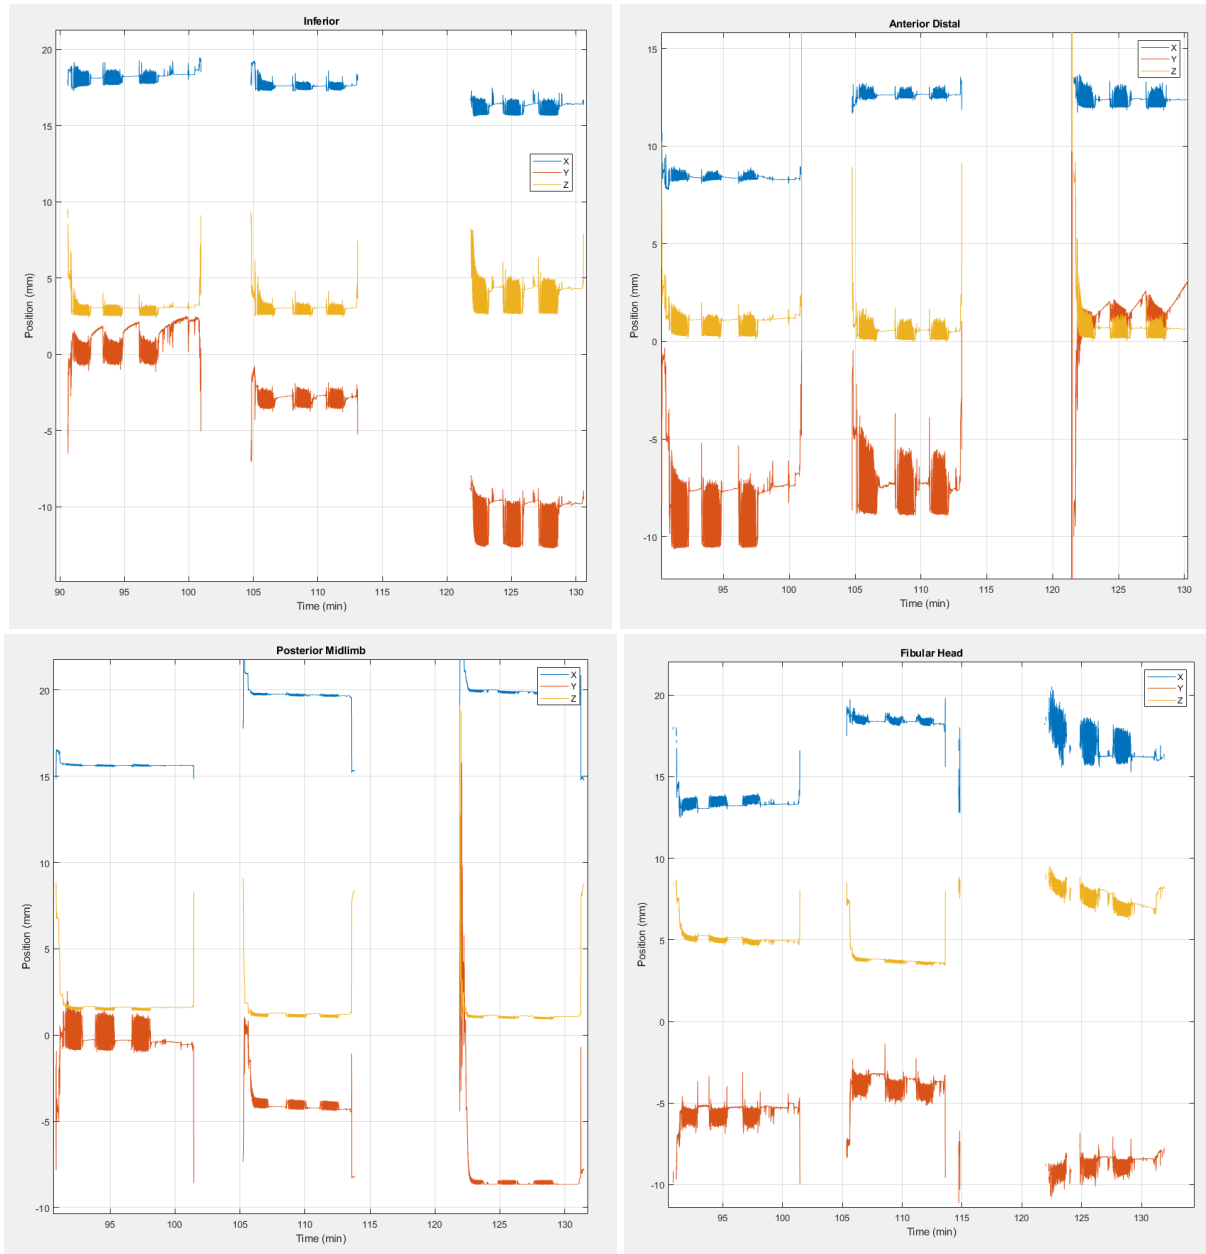 Inferior
20
15
10
5
0
-5
-10
Position (mm)
X
Y
Z
90
95
100
105
110
115
120
125
130
Time (min)
Anterior Distal
15
10
5
0
-5
-10
Position (mm)
X
Y
Z
95
100
105
110
115
120
125
130
Time (min)
Posterior Midlimb
20
15
10
5
0
-5
-10
Position (mm)
X
Y
Z
95
100
105
110
115
120
125
130
Time (min)
Fibular Head
20
15
10
5
0
-5
-10
Position (mm)
X
Y
Z
95
100
105
110
115
120
125
130
Time (min)